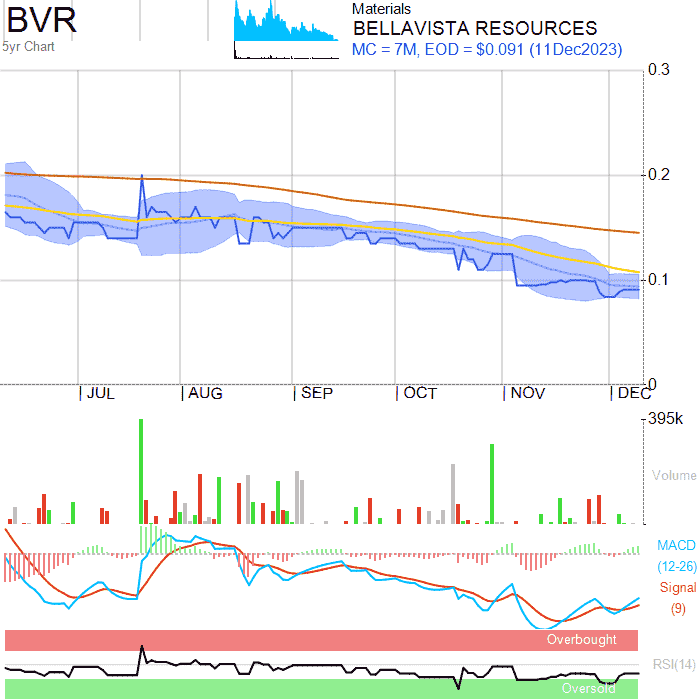 BVR
5yr Chart
Materials
BELLAVISTA RESOURCES
MC = 7M, EOD = $0.091 (11Dec2023)
0.3
0.2
0.1
0
JUL AUG SEP OCT NOV DEC
395k
Volume
MACD
(12-26)
Signal
(9)
Overbought
RSI(14)
Oversold